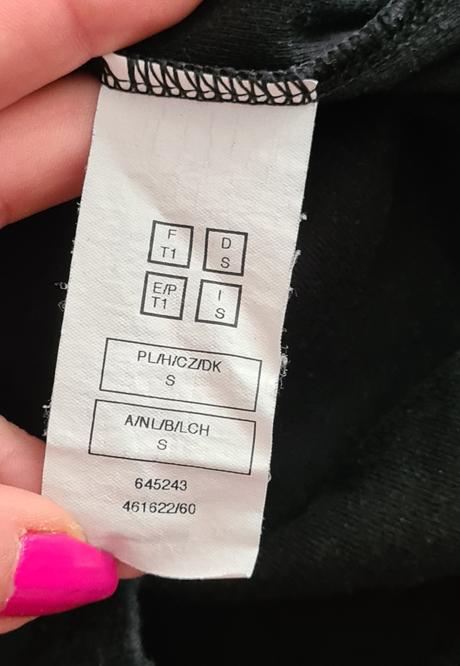 F D
T1 S
E/P I
T1 S
PL/H/CZ/DK
S
A/NL/B/LCH
S
645243
461622/60